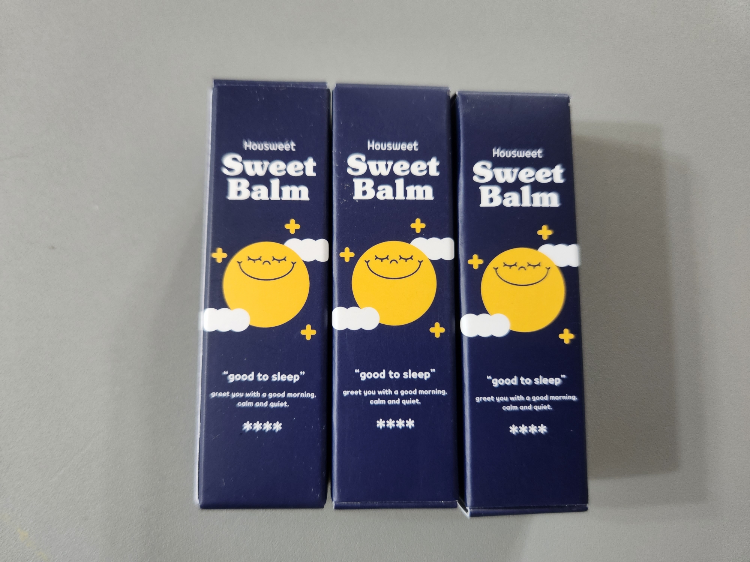 Housweet
Sweet
Balm
"good to sleep"
greet you with a good morning,
calm and quiet.
****
Housweet
Sweet
Balm
"good to sleep"
greet you with a good morning,
calm and quiet.
****
Housweet
Sweet
Balm
"good to sleep"
greet you with a good morning,
calm and quiet.
****